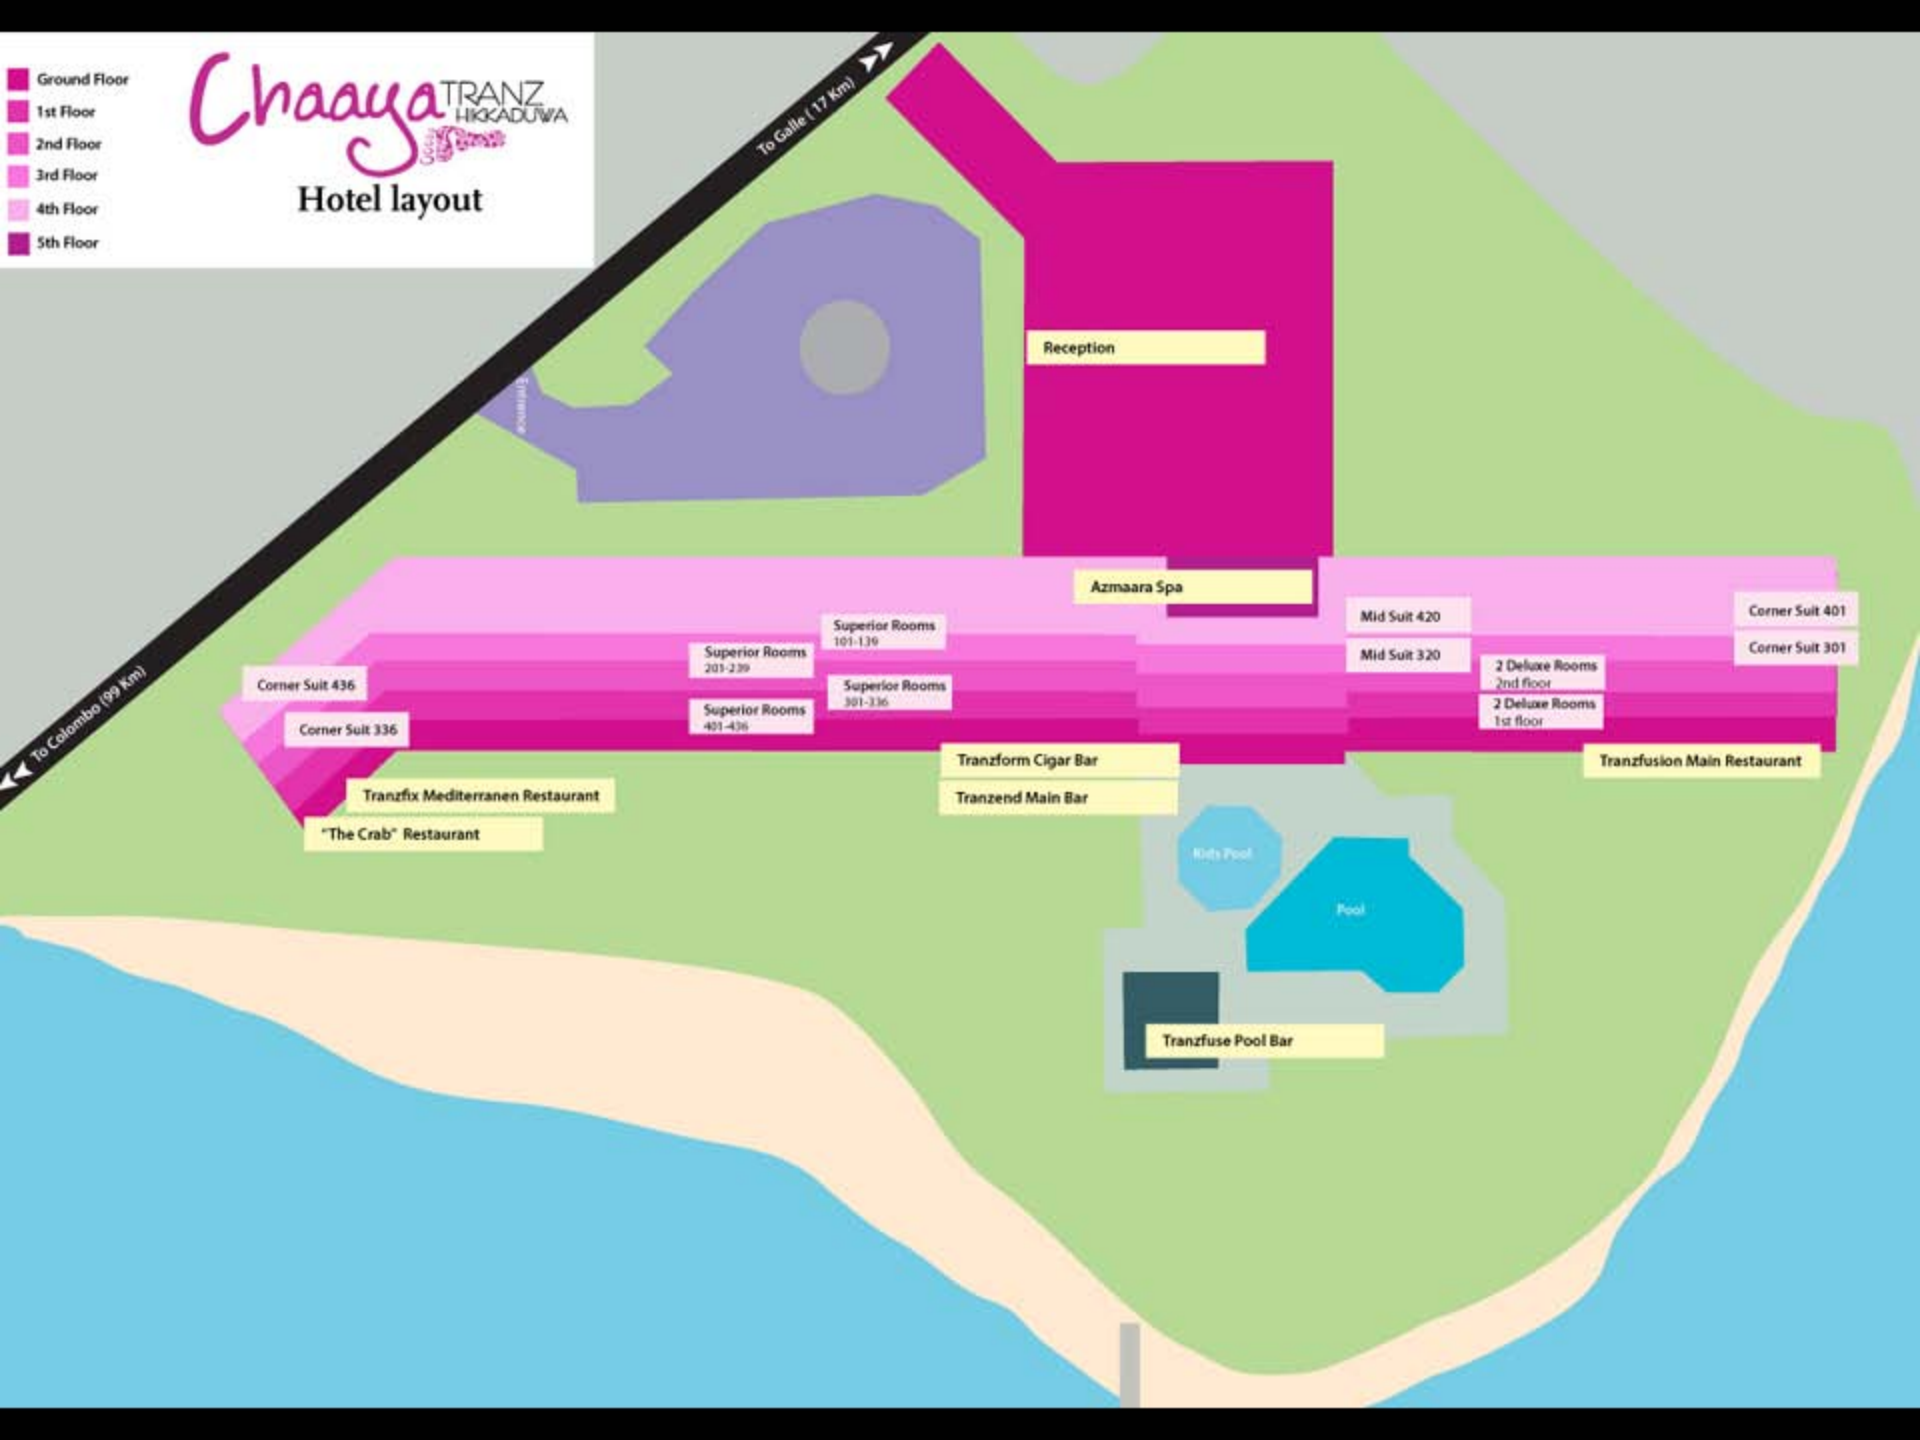 Ground Floor
1st Floor
2nd Floor
3rd Floor
4th Floor
5th Floor
Chaaya TRANZ
HIKKADUWA
Hotel layout
To Galle ( 17 Km)
Entrance
Reception
Azmaara Spa
Mid Suit 420
Corner Suit 401
Superior Rooms
101-139
Mid Suit 320
Corner Suit 301
Superior Rooms
201-239
2 Deluxe Rooms
2nd floor
Corner Suit 436
Superior Rooms
301-336
To Colombo (99 Km)
Superior Rooms
401-436
2 Deluxe Rooms
1st floor
Corner Suit 336
Tranzform Cigar Bar
Tranzfusion Main Restaurant
Tranzfix Mediterranen Restaurant
Tranzend Main Bar
"The Crab" Restaurant
Kids Pool
Pool
Tranzfuse Pool Bar